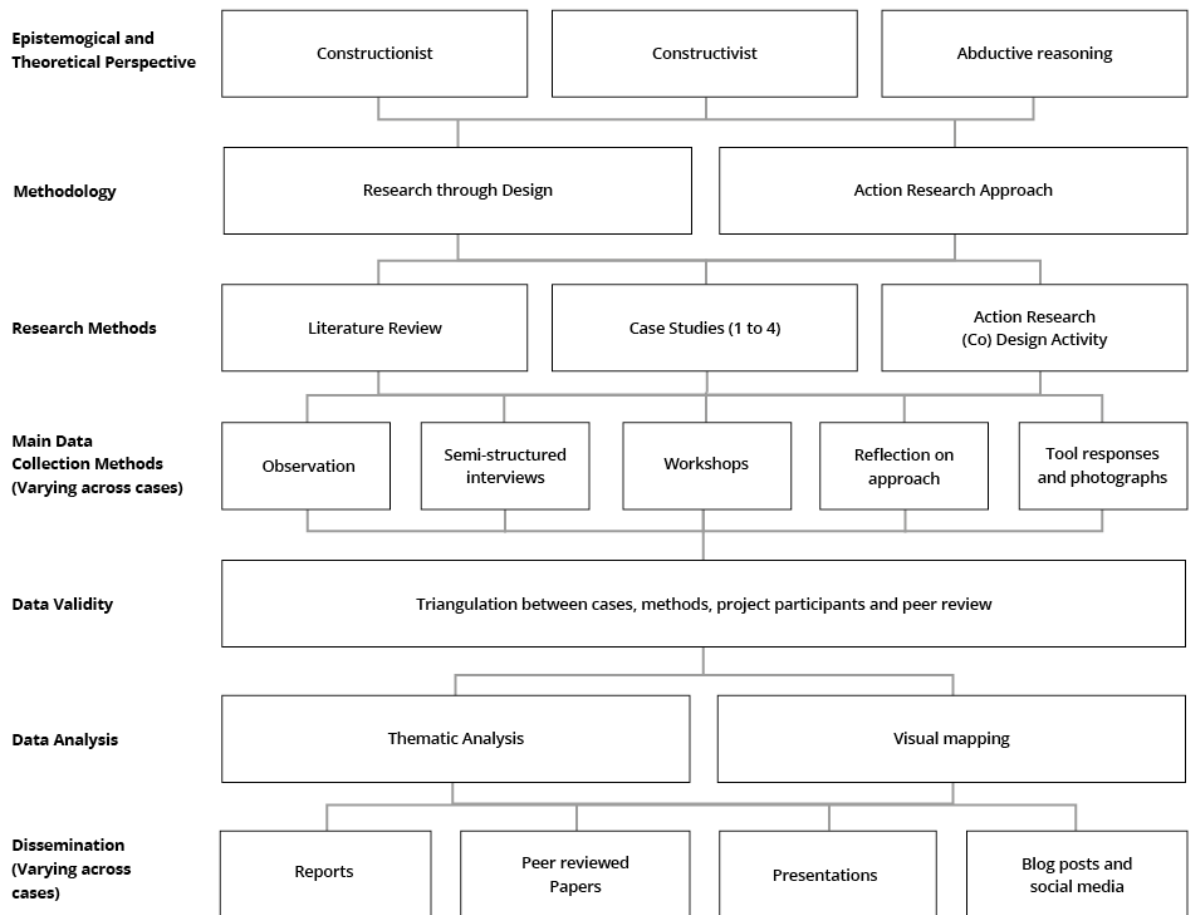 Epistemogical and
Theoretical Perspective
Constructionist
Constructivist
Abductive reasoning
Methodology
Research through Design
Action Research Approach
Research Methods
Literature Review
Case Studies (1 to 4)
Action Research
(Co) Design Activity
Main Data
Collection Methods
(Varying across cases)
Observation
Semi-structured
interviews
Workshops
Reflection on
approach
Tool responses
and photographs
Data Validity
Triangulation between cases, methods, project participants and peer review
Data Analysis
Thematic Analysis
Visual mapping
Dissemination
(Varying across
cases)
Reports
Peer reviewed
Papers
Presentations
Blog posts and
social media